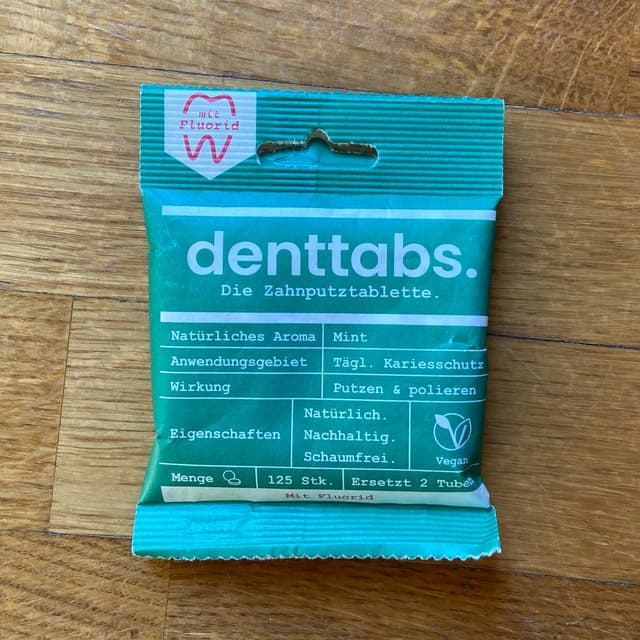 mit
Fluorid
denttabs.
Die Zahnputztablette.
Natürliches Aroma Mint
Anwendungsgebiet Tägl. Kariesschutz
Wirkung Putzen & polieren
Eigenschaften Natürlich.
Nachhaltig.
Schaumfrei.
Vegan
Menge 125 Stk. Ersetzt 2 Tuben
Mit Fluorid